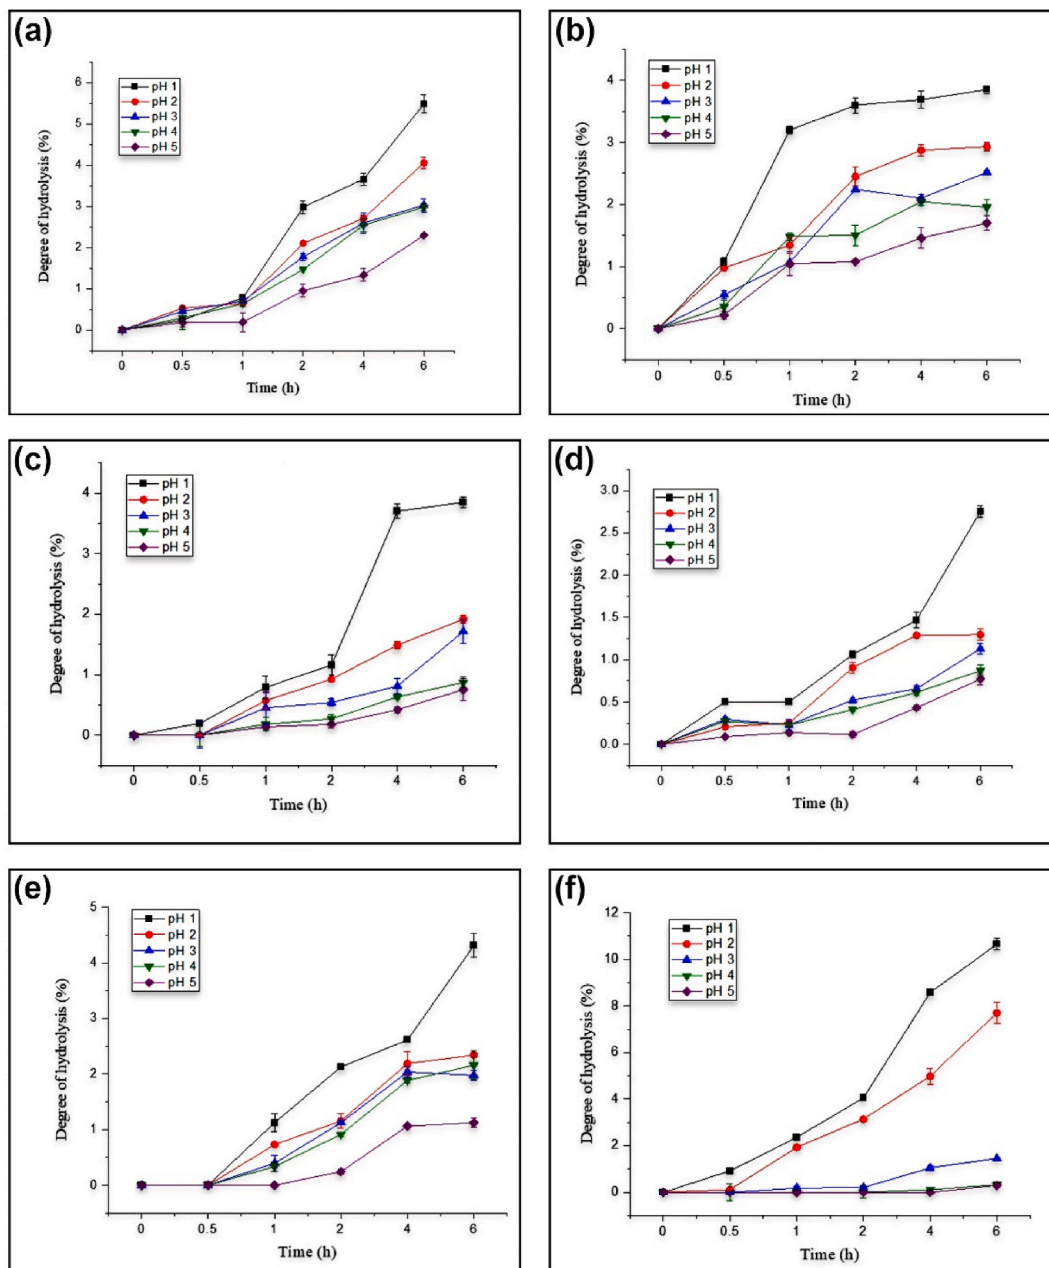 (a)
pH 1
pH 2
pH 3
pH 4
pH 5
Degree of hydrolysis (%)
6
5
4
3
2
1
0
0 0.5 1 2 4 6
Time (h)
(b)
pH 1
pH 2
pH 3
pH 4
pH 5
Degree of hydrolysis (%)
4
3
2
1
0
0 0.5 1 2 4 6
Time (h)
(c)
pH 1
pH 2
pH 3
pH 4
pH 5
Degree of hydrolysis (%)
4
3
2
1
0
0 0.5 1 2 4 6
Time (h)
(d)
pH 1
pH 2
pH 3
pH 4
pH 5
Degree of hydrolysis (%)
3.0
2.5
2.0
1.5
1.0
0.5
0.0
0 0.5 1 2 4 6
Time (h)
(e)
pH 1
pH 2
pH 3
pH 4
pH 5
Degree of hydrolysis (%)
5
4
3
2
1
0
0 0.5 1 2 4 6
Time (h)
(f)
pH 1
pH 2
pH 3
pH 4
pH 5
Degree of hydrolysis (%)
12
10
8
6
4
2
0
0 0.5 1 2 4 6
Time (h)